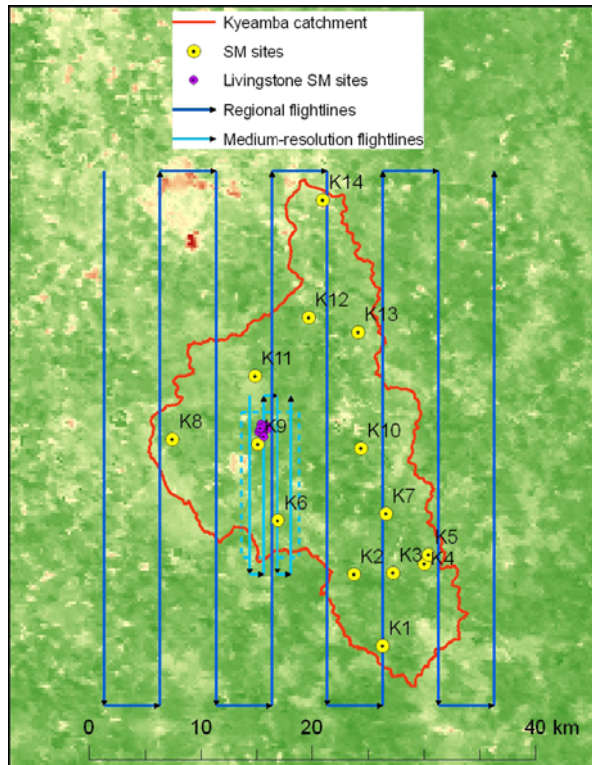 Kyeamba catchment
SM sites
Livingstone SM sites
Regional flightlines
Medium-resolution flightlines
K14
K12
K13
K11
K8
K9
K10
K7
K6
K5
K2
K3
K4
K1
0 10 20 40 km